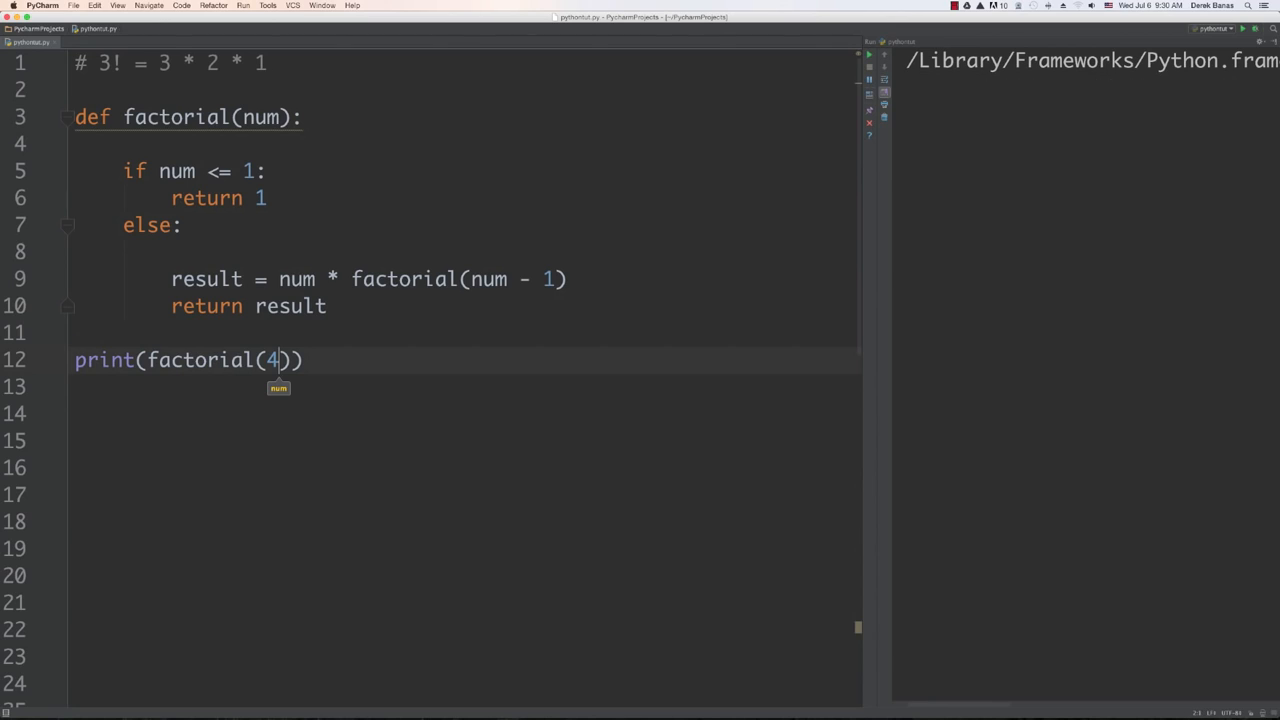 PyCharm File Edit View Navigate Code Refactor Run Tools VCS Window Help 10 Wed Jul 6 9:30 AM Derek Banas
pythontut.py - PycharmProjects - [~/PycharmProjects]
PycharmProjects pythontut.py pythontut
pythontut.py Run pythontut
1 # 3! = 3 * 2 * 1
/Library/Frameworks/Python.fram
2
3 def factorial(num):
4
5 if num <= 1:
6 return 1
7 else:
8
9 result = num * factorial(num - 1)
10 return result
11
12 print(factorial(4))
num
13
14
15
16
17
18
19
20
21
22
23
24
2:1 LF UTF-8